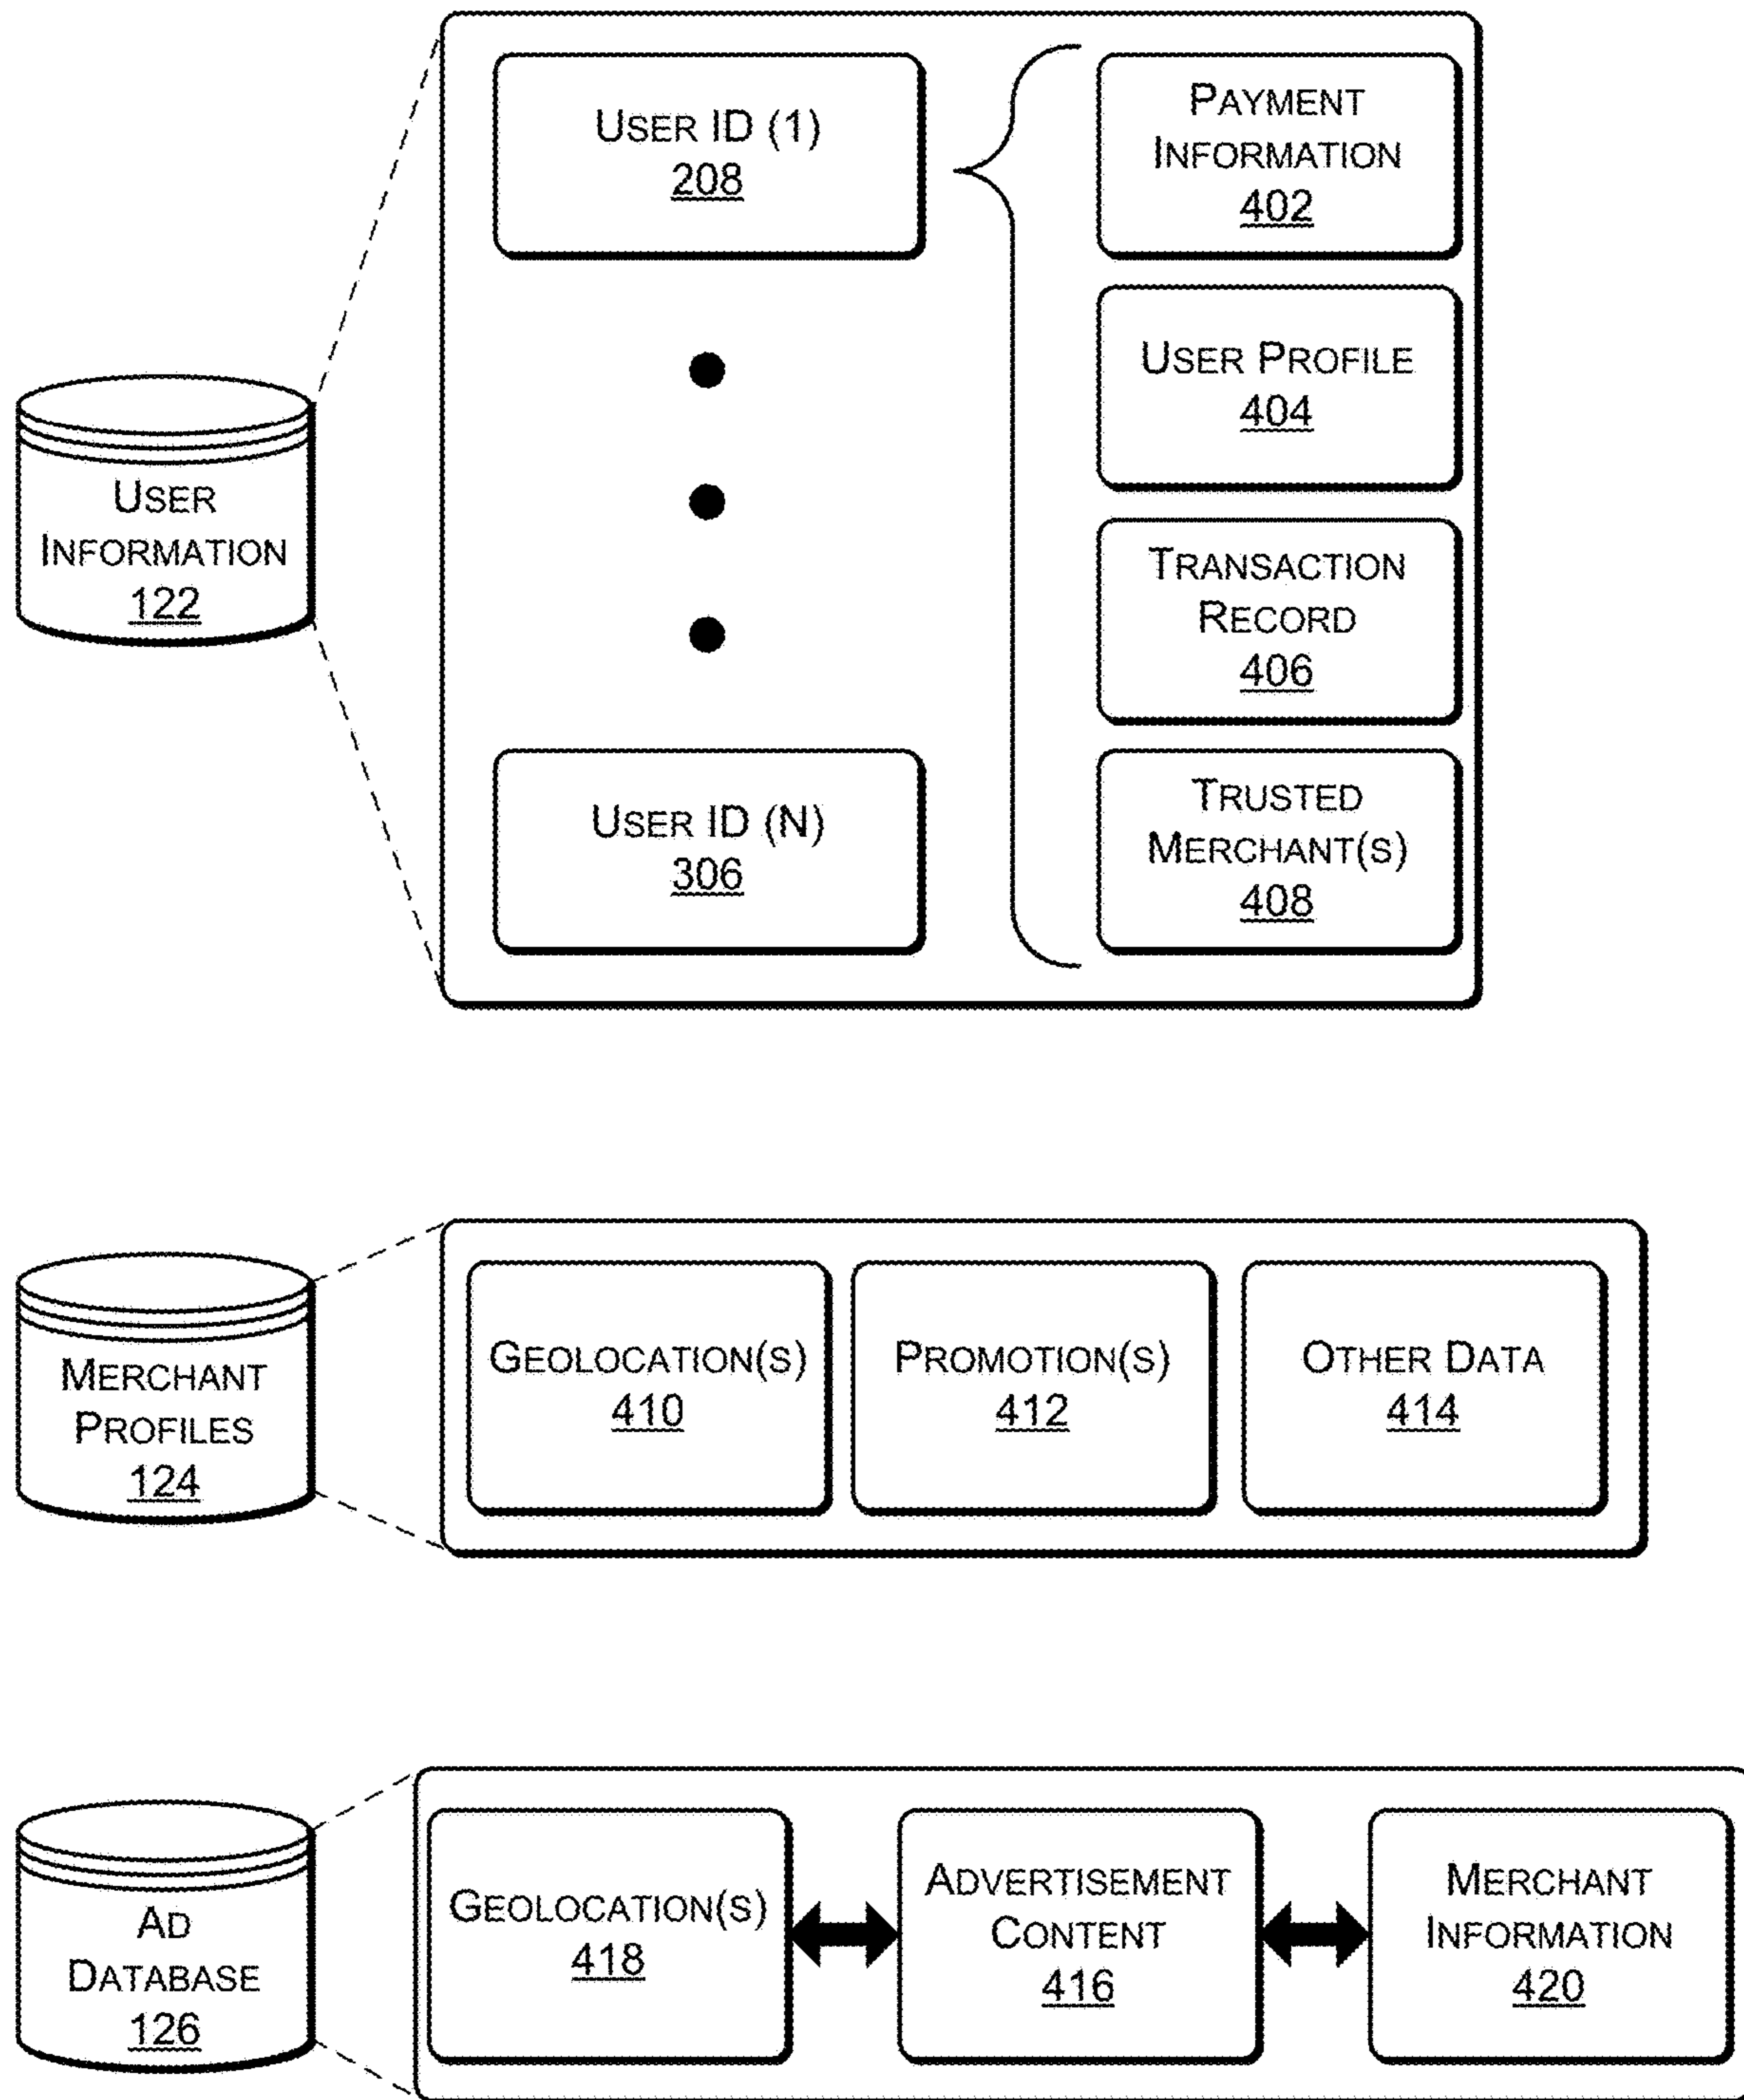 USER ID (1)
208
PAYMENT
INFORMATION
402
USER PROFILE
404
USER
INFORMATION
122
TRANSACTION
RECORD
406
USER ID (N)
306
TRUSTED
MERCHANT(S)
408
MERCHANT
PROFILES
124
GEOLOCATION(S)
410
PROMOTION(S)
412
OTHER DATA
414
AD
DATABASE
126
GEOLOCATION(S)
418
ADVERTISEMENT
CONTENT
416
MERCHANT
INFORMATION
420